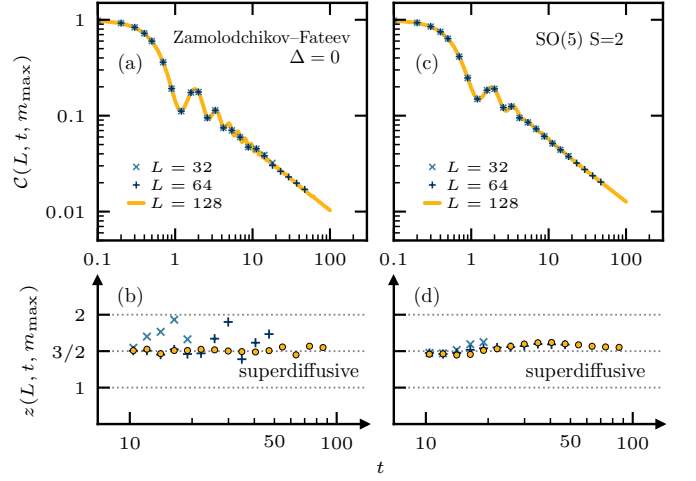 Zamolodchikov–Fateev
Δ = 0
(a)
C(L, t, m_max)
1
0.1
0.01
× L = 32
+ L = 64
L = 128
0.1 1 10 100
SO(5) S=2
(c)
× L = 32
+ L = 64
L = 128
0.1 1 10 100
(b)
z(L, t, m_max)
2
3/2
1
superdiffusive
10 100
(d)
superdiffusive
10 100
t